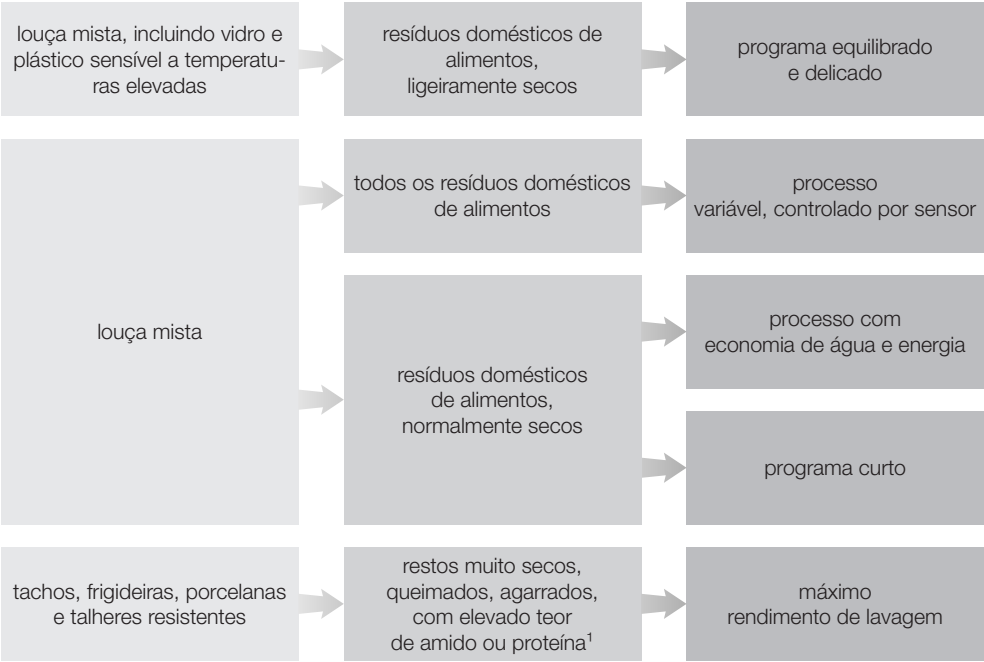 louça mista, incluindo vidro e
plástico sensível a temperatu-
ras elevadas
resíduos domésticos de
alimentos,
ligeiramente secos
programa equilibrado
e delicado
louça mista
todos os resíduos domésticos
de alimentos
processo
variável, controlado por sensor
resíduos domésticos
de alimentos,
normalmente secos
processo com
economia de água e energia
programa curto
tachos, frigideiras, porcelanas
e talheres resistentes
restos muito secos,
queimados, agarrados,
com elevado teor
de amido ou proteína¹
máximo
rendimento de lavagem